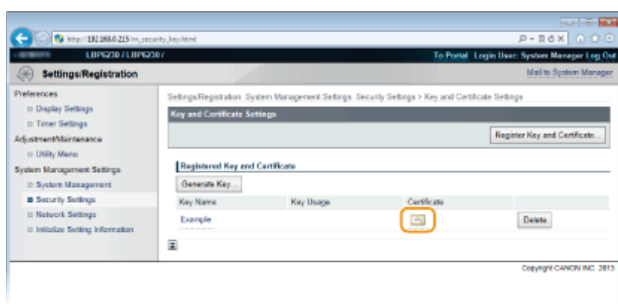 http://192.168.0.215/m_security_key.html
LBP6230 / LBP6230 /
To Portal Login User: System Manager Log Out
Settings/Registration
Mail to System Manager
Preferences
Display Settings
Timer Settings
Adjustment/Maintenance
Utility Menu
System Management Settings
System Management
Security Settings
Network Settings
Initialize Setting Information
Settings/Registration: System Management Settings: Security Settings > Key and Certificate Settings
Key and Certificate Settings
Register Key and Certificate...
Registered Key and Certificate
Generate Key...
Key Name Key Usage Certificate
Example Delete
Copyright CANON INC. 2013